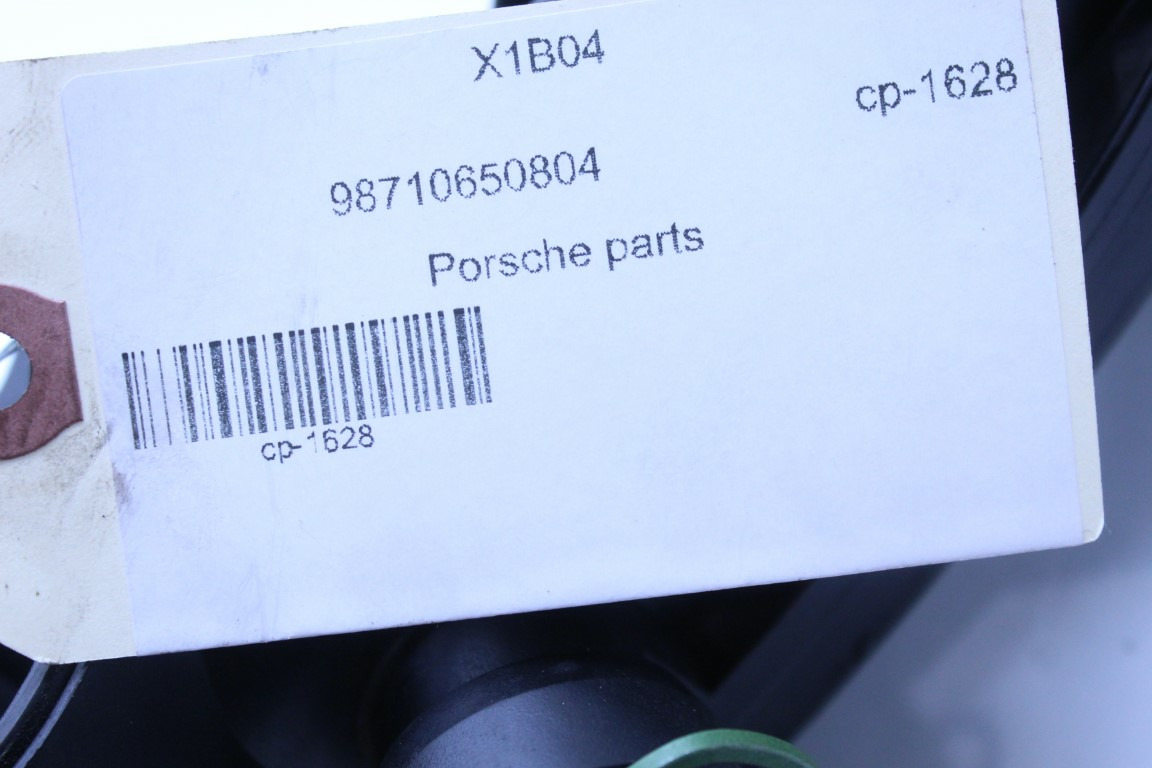 X1B04
cp-1628
98710650804
Porsche parts
cp-1628